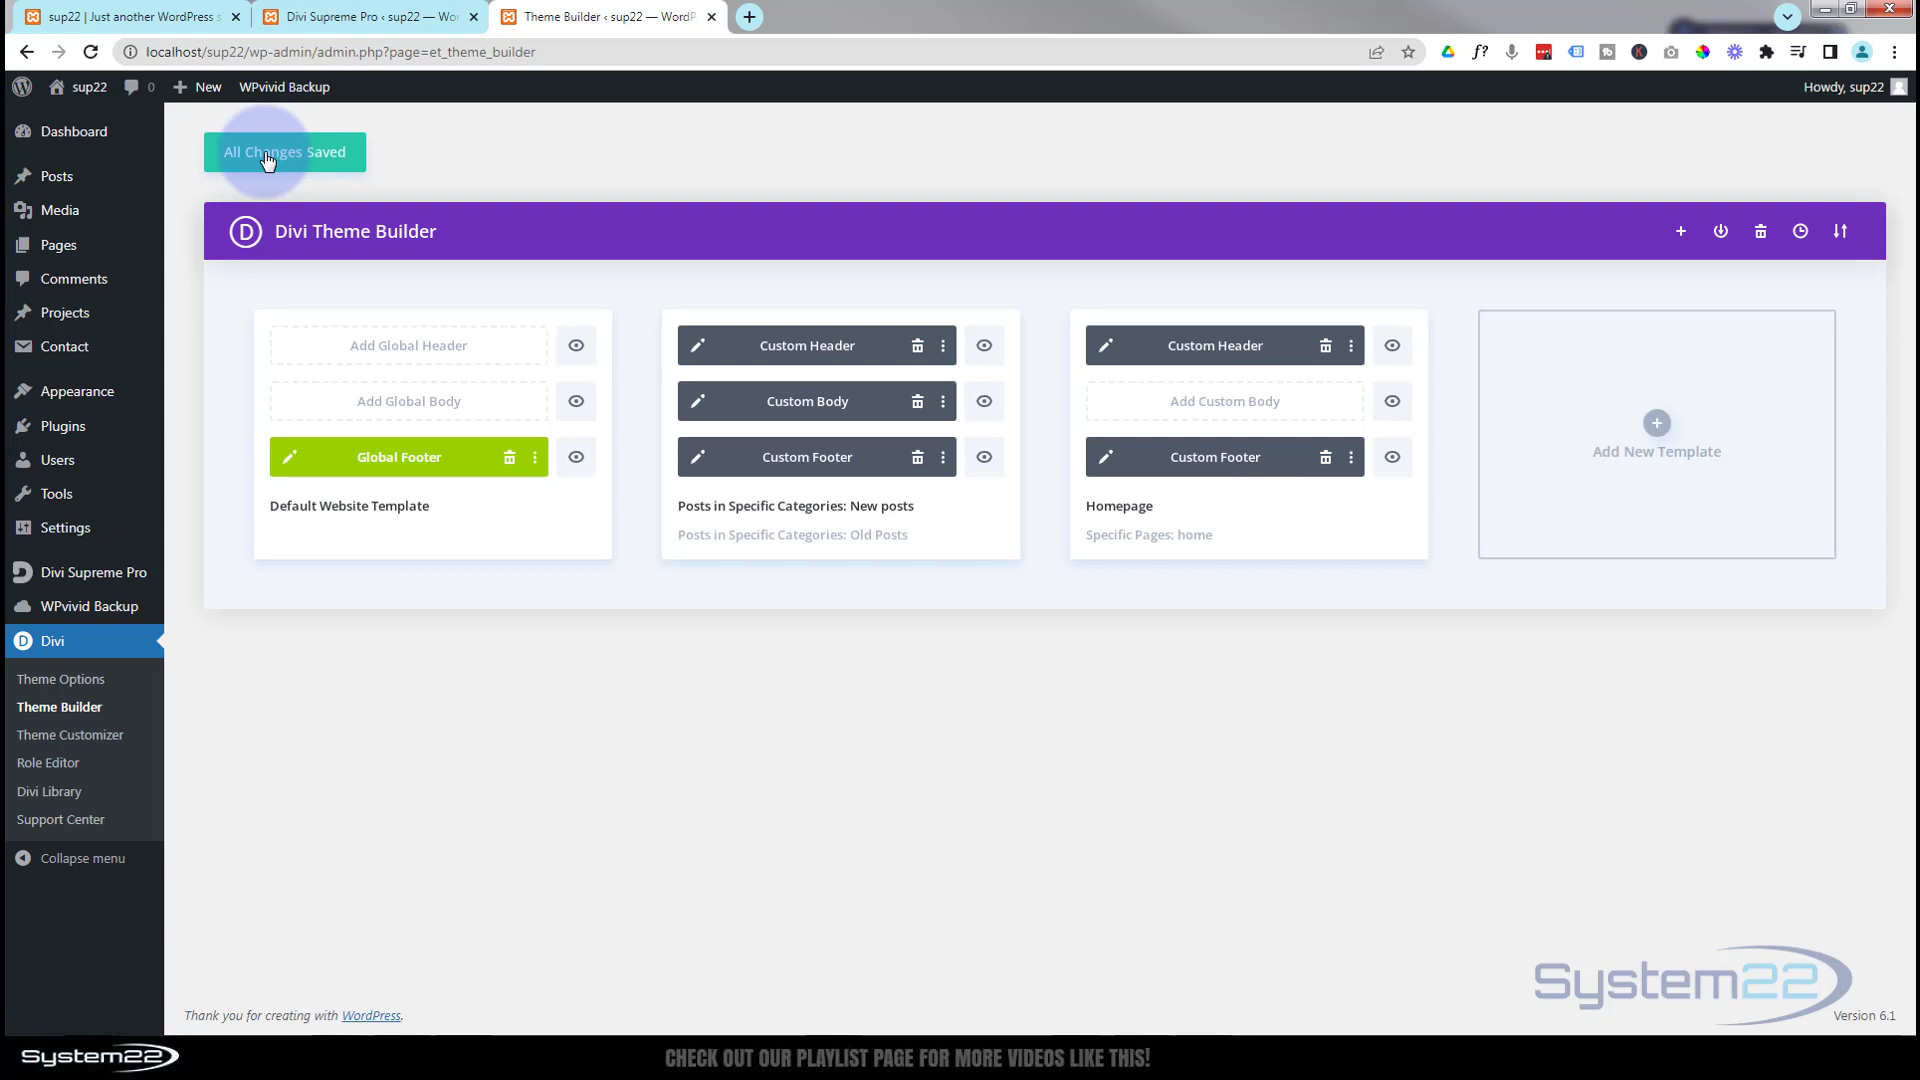 sup22 | Just another WordPress s
Divi Supreme Pro ‹ sup22 — Wo
Theme Builder ‹ sup22 — WordP
localhost/sup22/wp-admin/admin.php?page=et_theme_builder
f?
sup22
0
New
WPvivid Backup
Howdy, sup22
Dashboard
Posts
Media
Pages
Comments
Projects
Contact
Appearance
Plugins
Users
Tools
Settings
Divi Supreme Pro
WPvivid Backup
Divi
Theme Options
Theme Builder
Theme Customizer
Role Editor
Divi Library
Support Center
Collapse menu
All Changes Saved
D Divi Theme Builder
Add Global Header
Add Global Body
Global Footer
Default Website Template
Custom Header
Custom Body
Custom Footer
Posts in Specific Categories: New posts
Posts in Specific Categories: Old Posts
Custom Header
Add Custom Body
Custom Footer
Homepage
Specific Pages: home
Add New Template
System22
Thank you for creating with WordPress.
Version 6.1
System22
CHECK OUT OUR PLAYLIST PAGE FOR MORE VIDEOS LIKE THIS!